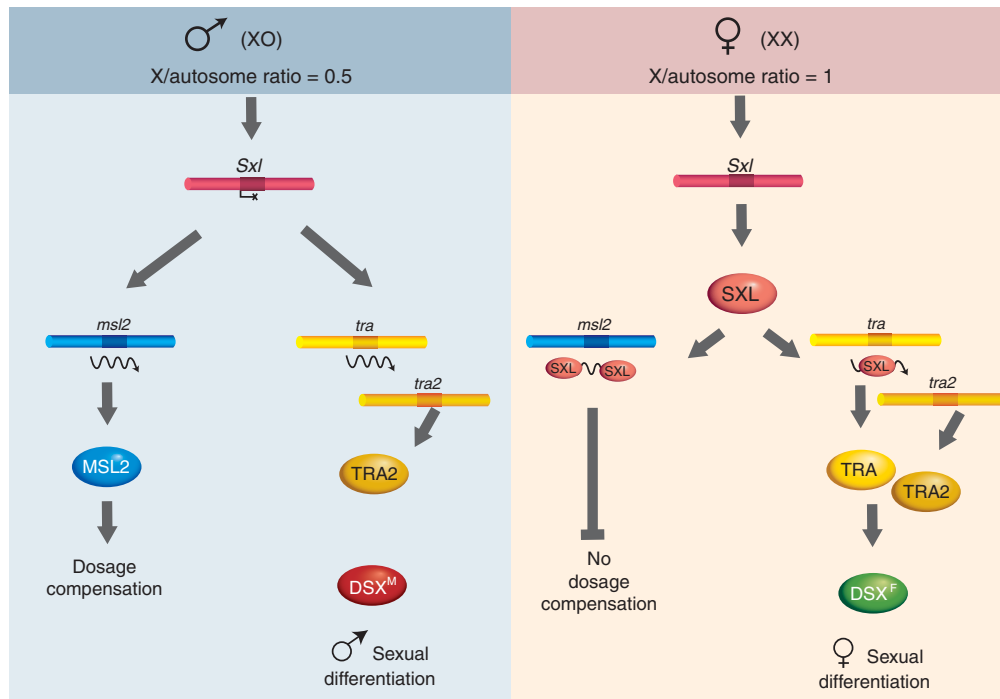 ♂ (XO)
X/autosome ratio = 0.5
Sxl
msl2
tra
tra2
MSL2
TRA2
Dosage
compensation
DSXᴹ
♂ Sexual
differentiation
♀ (XX)
X/autosome ratio = 1
Sxl
SXL
msl2
SXL SXL
tra
SXL
tra2
TRA
TRA2
No
dosage
compensation
DSXF
♀ Sexual
differentiation